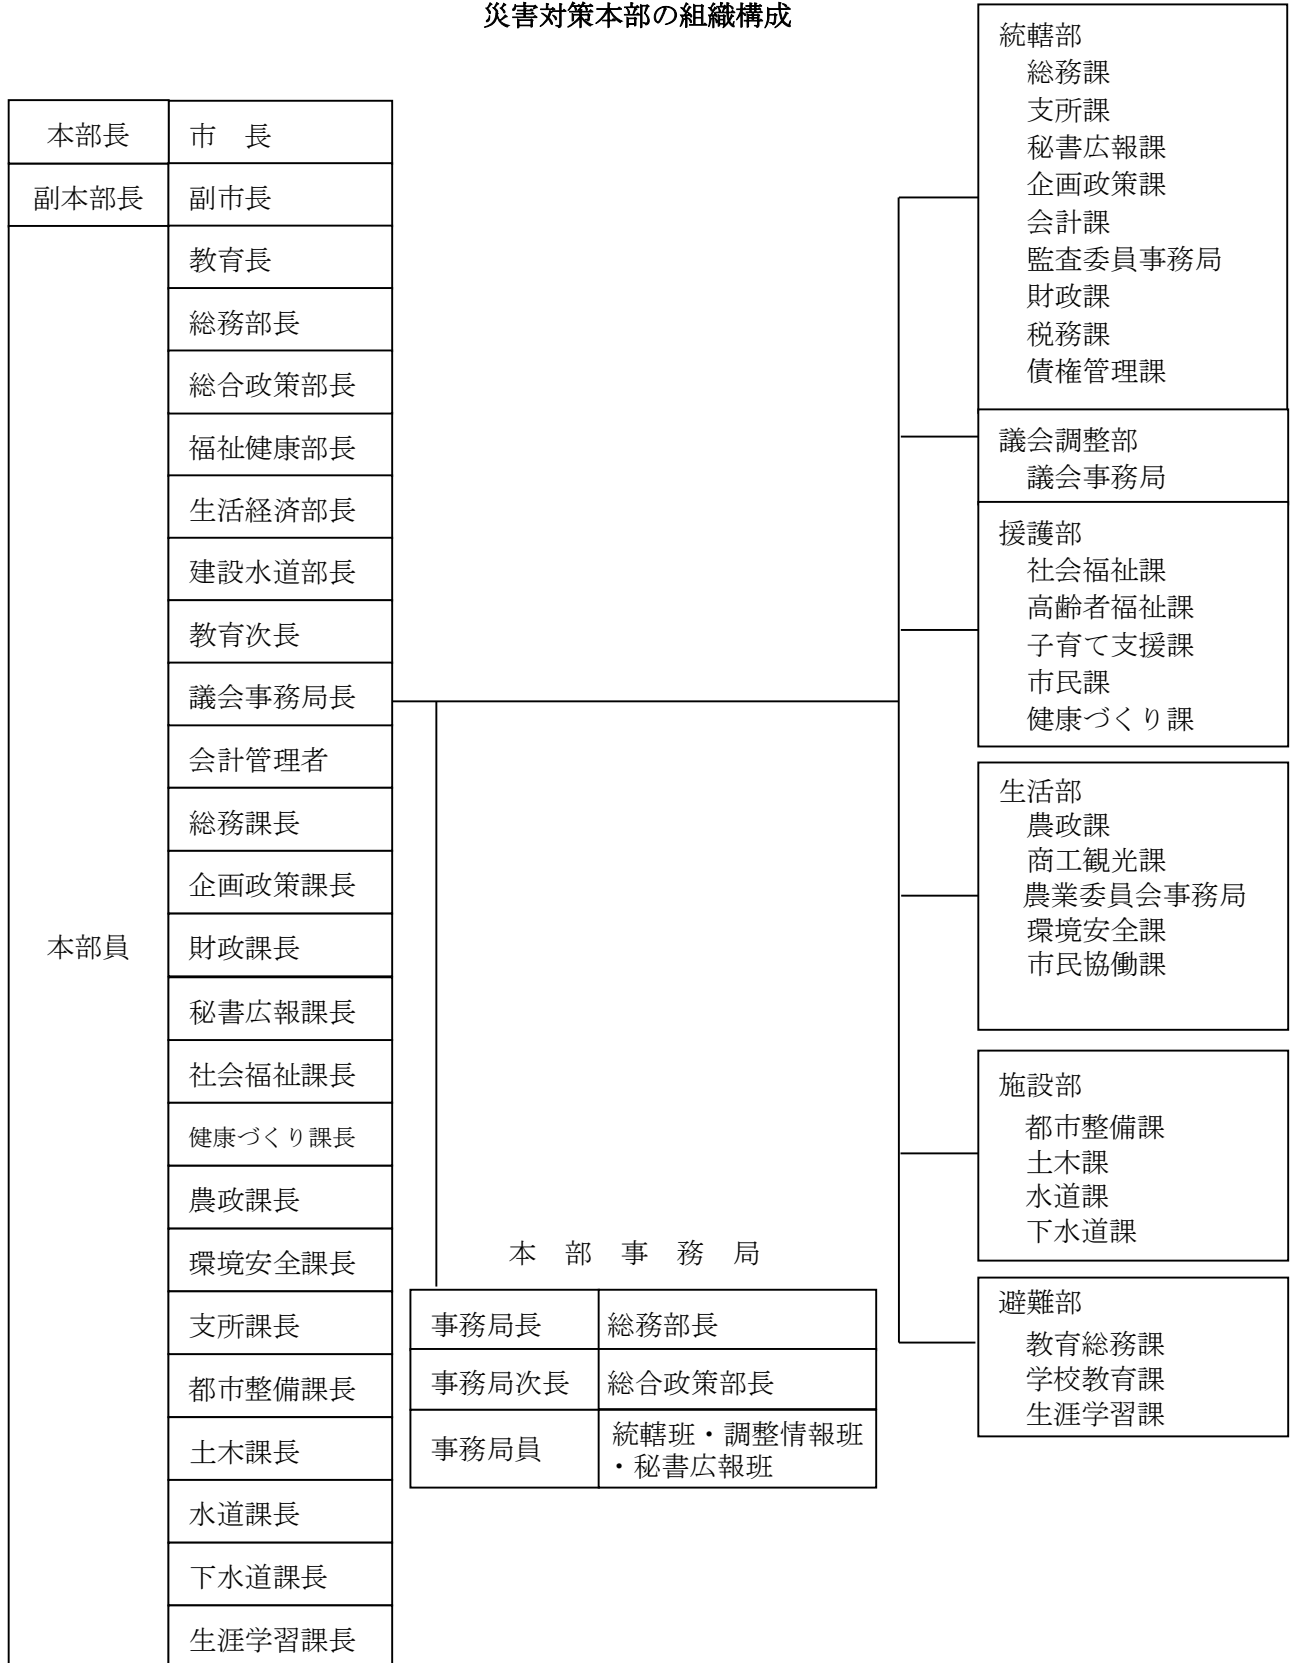 災害対策本部の組織構成
本部長 市　長
副本部長 副市長
本部員
教育長
総務部長
総合政策部長
福祉健康部長
生活経済部長
建設水道部長
教育次長
議会事務局長
会計管理者
総務課長
企画政策課長
財政課長
秘書広報課長
社会福祉課長
健康づくり課長
農政課長
環境安全課長
支所課長
都市整備課長
土木課長
水道課長
下水道課長
生涯学習課長
本　部　事　務　局
事務局長 総務部長
事務局次長 総合政策部長
事務局員 統轄班・調整情報班
・秘書広報班
統轄部
総務課
支所課
秘書広報課
企画政策課
会計課
監査委員事務局
財政課
税務課
債権管理課
議会調整部
議会事務局
援護部
社会福祉課
高齢者福祉課
子育て支援課
市民課
健康づくり課
生活部
農政課
商工観光課
農業委員会事務局
環境安全課
市民協働課
施設部
都市整備課
土木課
水道課
下水道課
避難部
教育総務課
学校教育課
生涯学習課